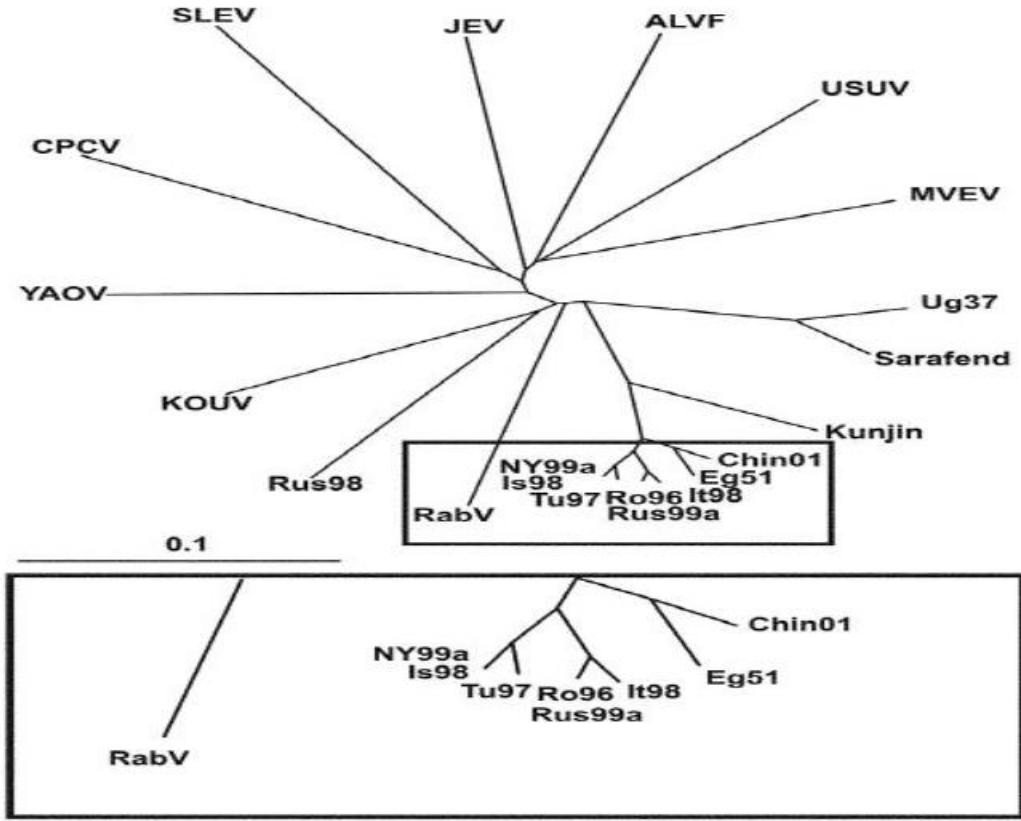 SLEV
JEV
ALVF
USUV
CPCV
MVEV
YAOV
Ug37
Sarafend
KOUV
Kunjin
Rus98
NY99a
Is98
Tu97
Ro96
Rus99a
It98
Eg51
Chin01
RabV
0.1
Chin01
NY99a
Is98
Tu97
Ro96
Rus99a
It98
Eg51
RabV